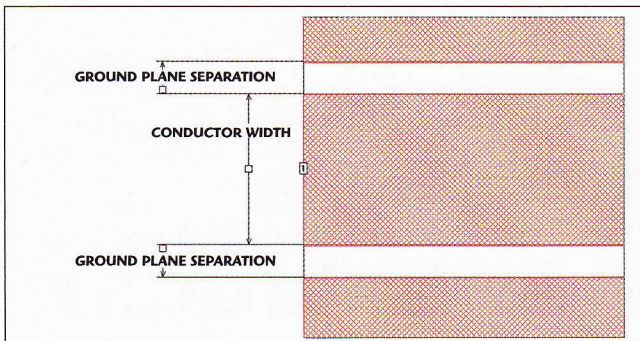 GROUND PLANE SEPARATION
CONDUCTOR WIDTH
1
GROUND PLANE SEPARATION